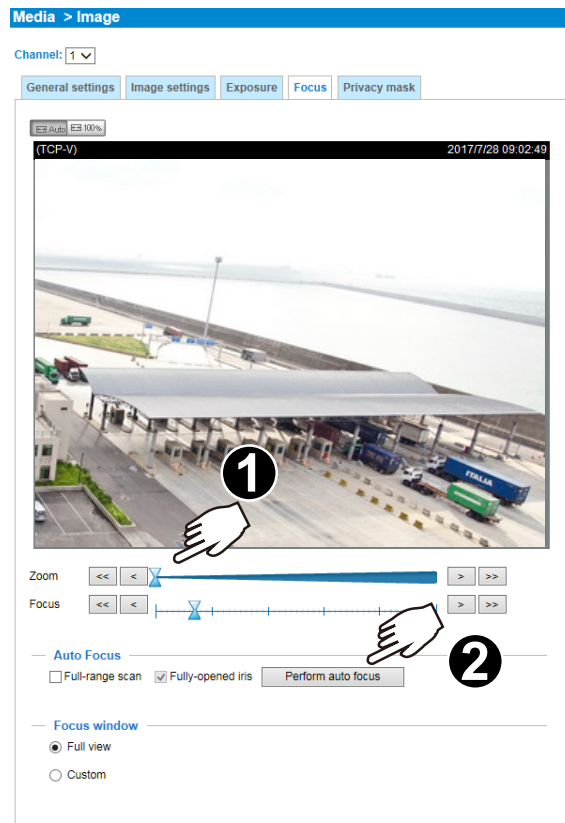 Media > Image
Channel: 1
General settings Image settings Exposure Focus Privacy mask
Auto 100%
(TCP-V) 2017/7/28 09:02:49
ITALIA
1
Zoom << < > >>
Focus << < > >>
2
Auto Focus
Full-range scan Fully-opened iris Perform auto focus
Focus window
Full view
Custom